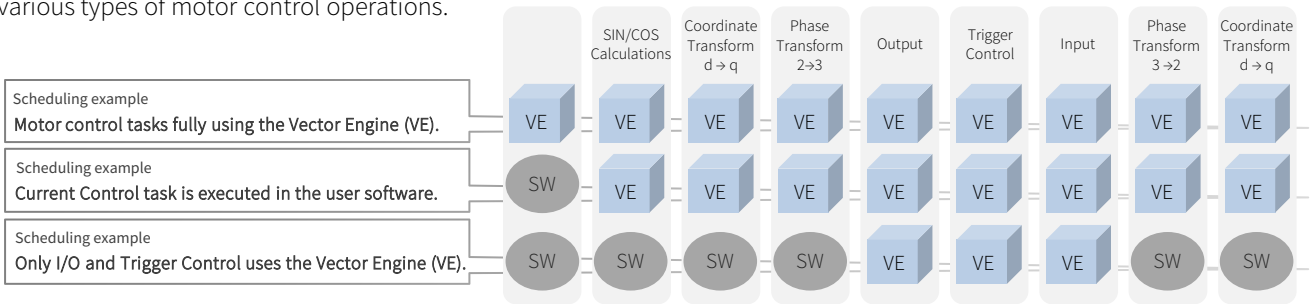 various types of motor control operations.
SIN/COS
Calculations
Coordinate
Transform
d → q
Phase
Transform
2→3
Output
Trigger
Control
Input
Phase
Transform
3 →2
Coordinate
Transform
d → q
Scheduling example
Motor control tasks fully using the Vector Engine (VE).
VE VE VE VE VE VE VE VE VE
Scheduling example
Current Control task is executed in the user software.
SW VE VE VE VE VE VE VE VE
Scheduling example
Only I/O and Trigger Control uses the Vector Engine (VE).
SW SW SW SW VE VE VE SW SW